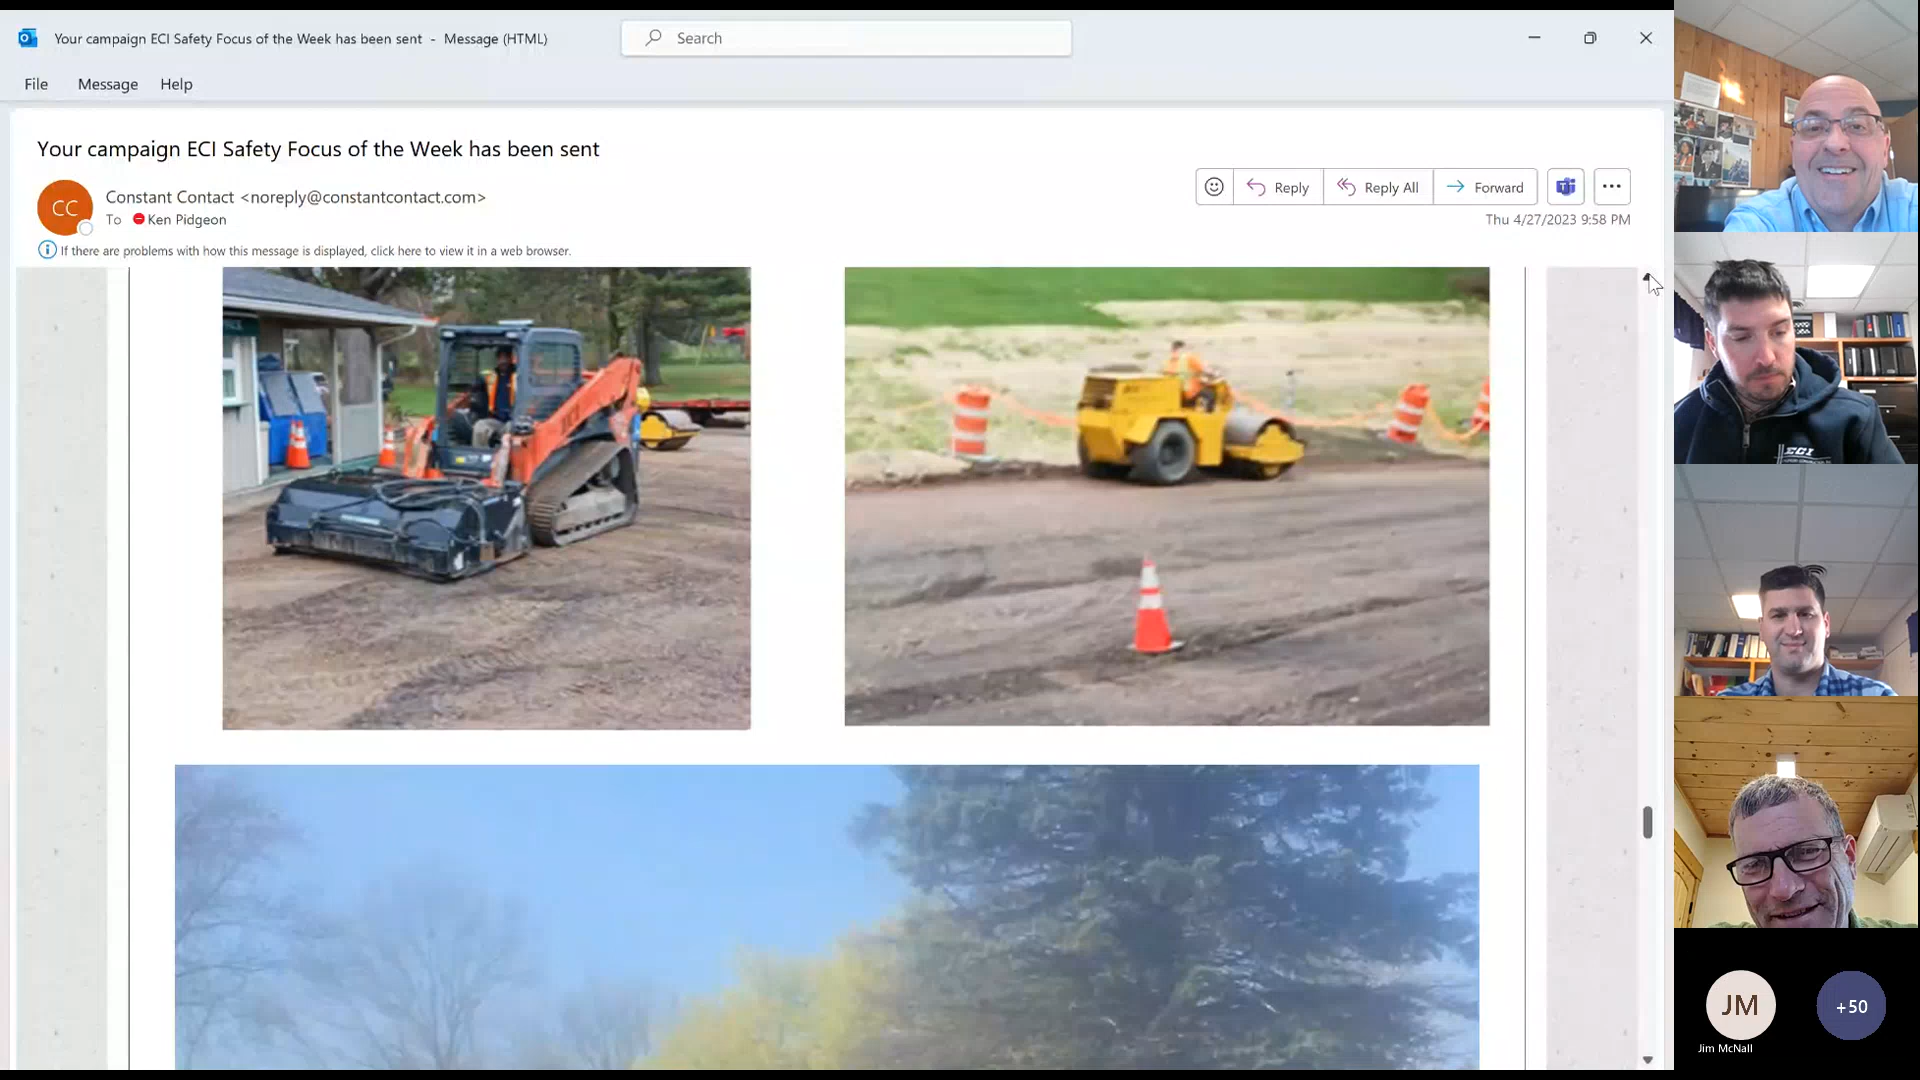 Your campaign ECI Safety Focus of the Week has been sent - Message (HTML)
Search
File Message Help
Your campaign ECI Safety Focus of the Week has been sent
CC
Constant Contact <noreply@constantcontact.com>
To Ken Pidgeon
Reply
Reply All
Forward
Thu 4/27/2023 9:58 PM
If there are problems with how this message is displayed, click here to view it in a web browser.
ECI
JM
+50
Jim McNall